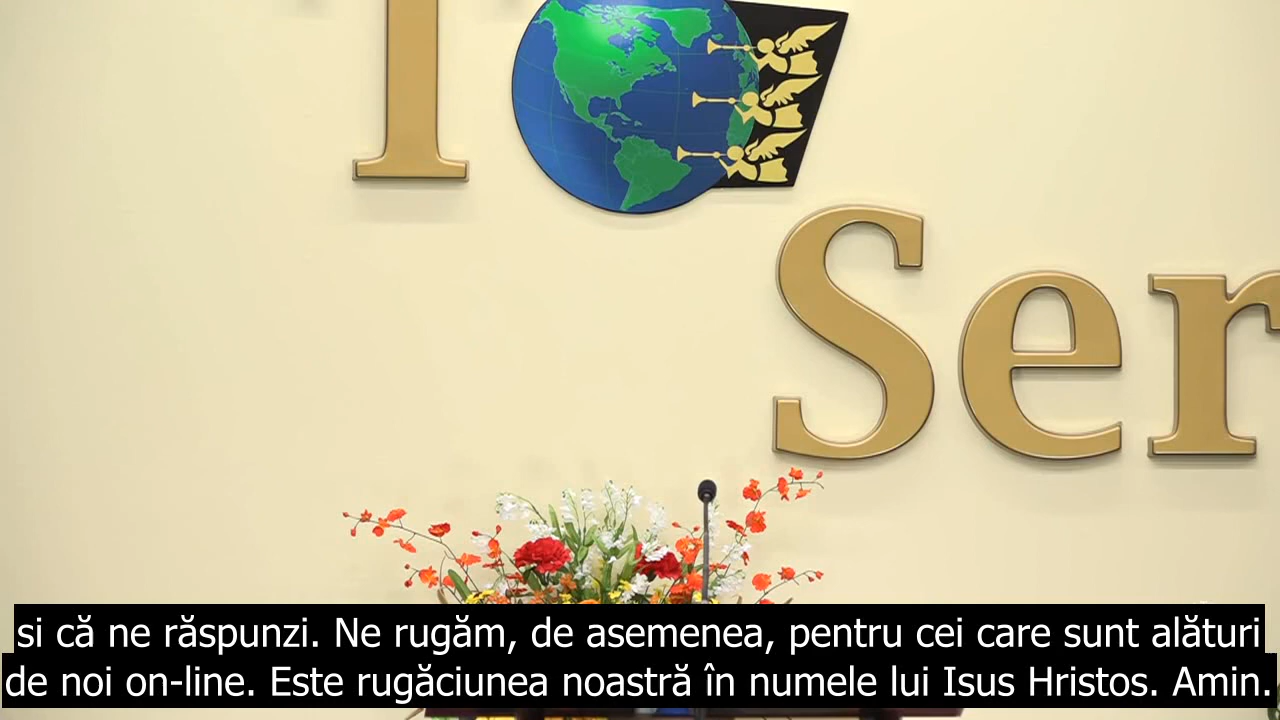 T
Ser
si că ne răspunzi. Ne rugăm, de asemenea, pentru cei care sunt alături
de noi on-line. Este rugăciunea noastră în numele lui Isus Hristos. Amin.